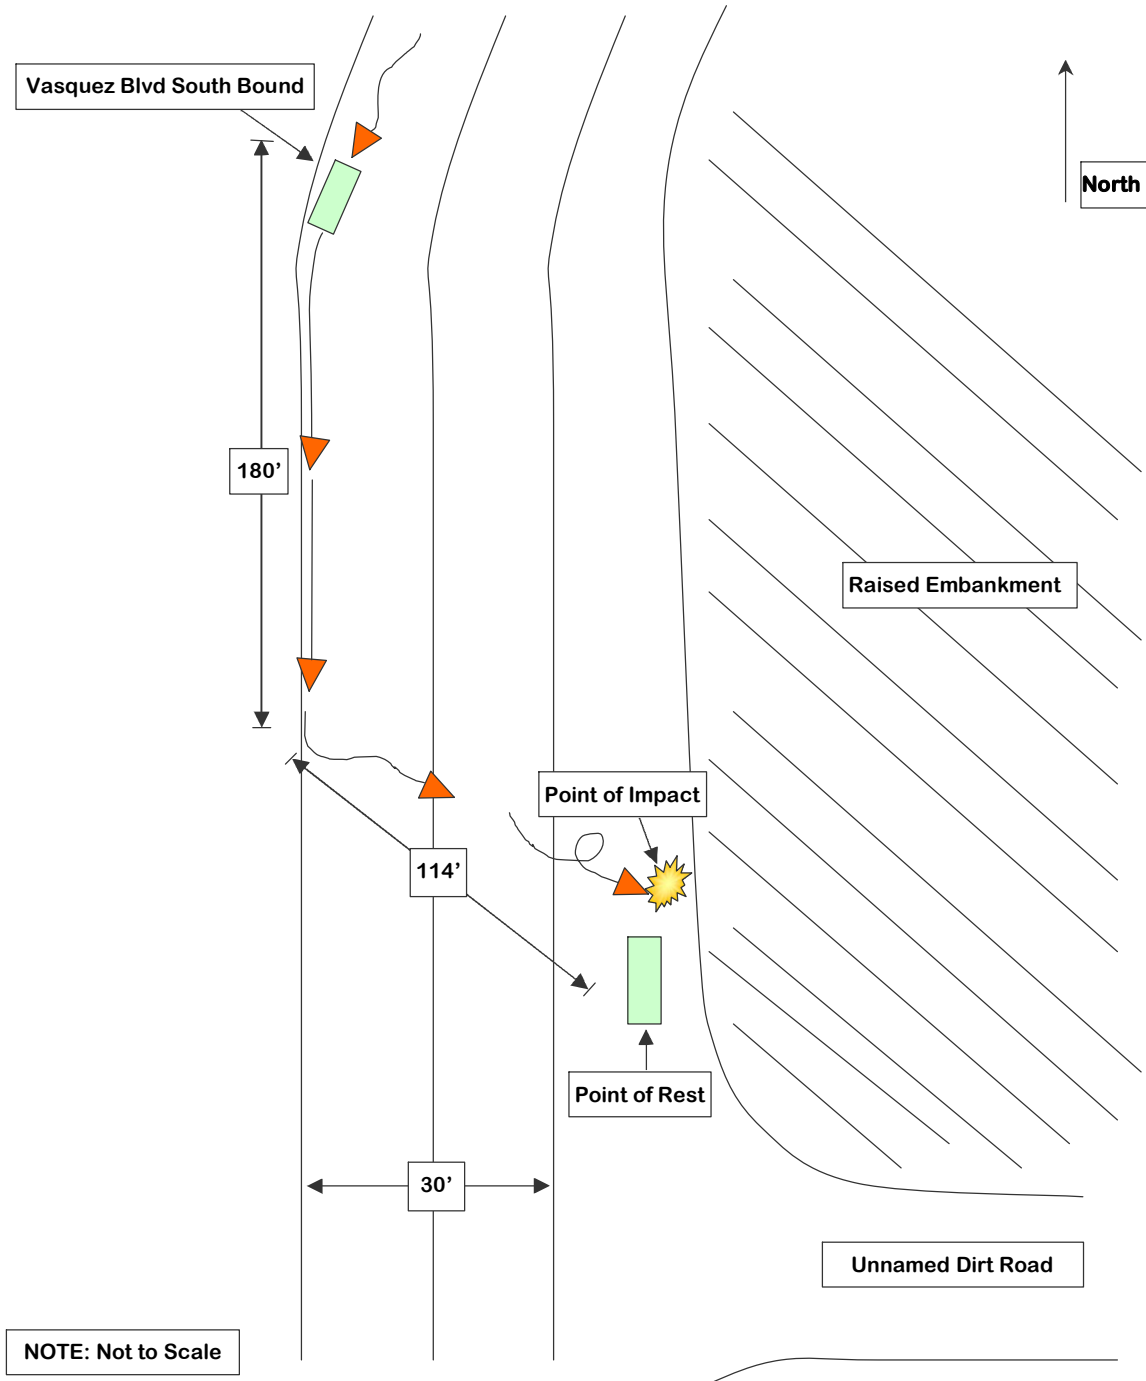 Vasquez Blvd South Bound
North
180’
Raised Embankment
Point of Impact
114’
Point of Rest
30’
Unnamed Dirt Road
NOTE: Not to Scale